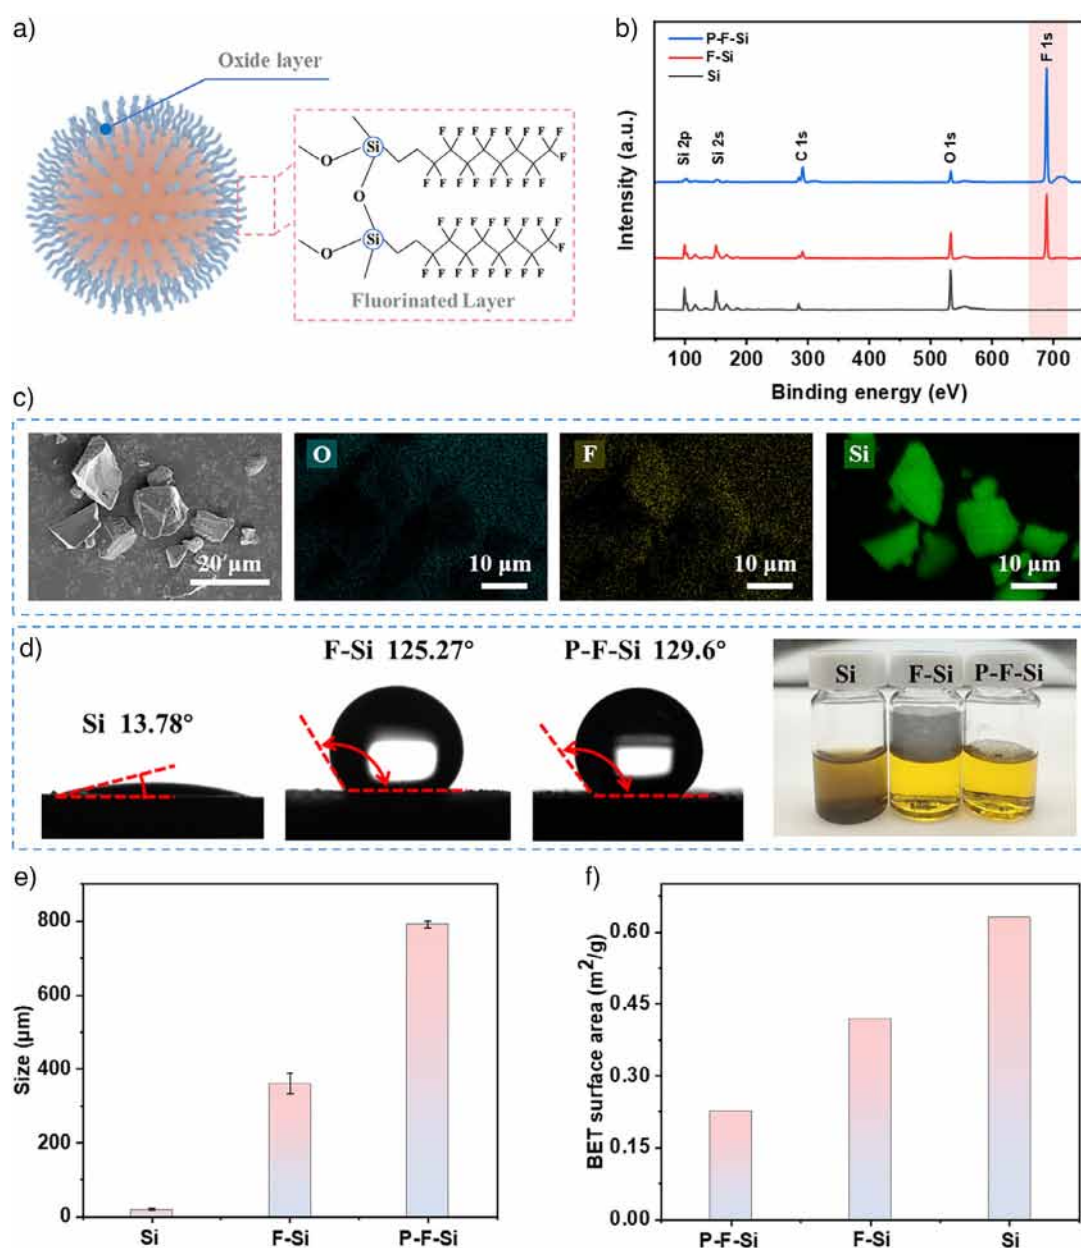 a)
Oxide layer
F F F F F F F F
Si F
O F
F F F F F F F
O
F F F F F F F F
Si F
O F
F F F F F F F
Fluorinated Layer
b)
P-F-Si
F-Si
Si
Si 2p
Si 2s
C 1s
O 1s
F 1s
Intensity (a.u.)
100 200 300 400 500 600 700
Binding energy (eV)
c)
20 µm
O
10 µm
F
10 µm
Si
10 µm
d)
Si 13.78°
F-Si 125.27°
P-F-Si 129.6°
Si F-Si P-F-Si
e)
Size (µm)
800
600
400
200
0
Si F-Si P-F-Si
f)
BET surface area (m²/g)
0.60
0.45
0.30
0.15
0.00
P-F-Si F-Si Si